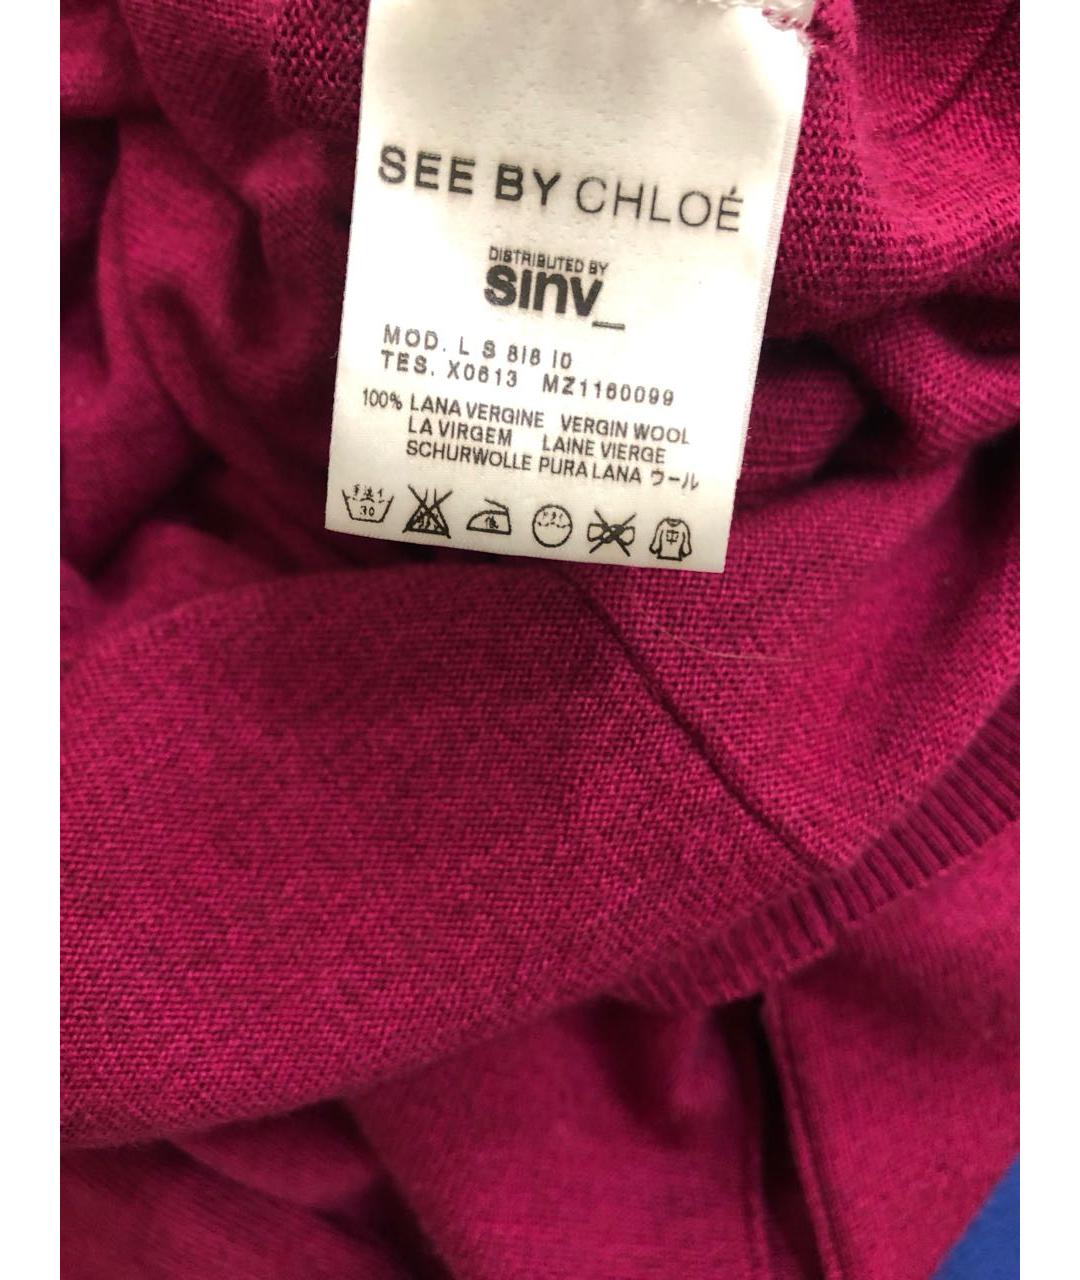 SEE BY CHLOÉ
DISTRIBUTED BY
sinv_
MOD. L S 818 10
TES. X0613 MZ1160099
100% LANA VERGINE VERGIN WOOL
LA VIRGEM LAINE VIERGE
SCHURWOLLE PURA LANA ウール
30
中